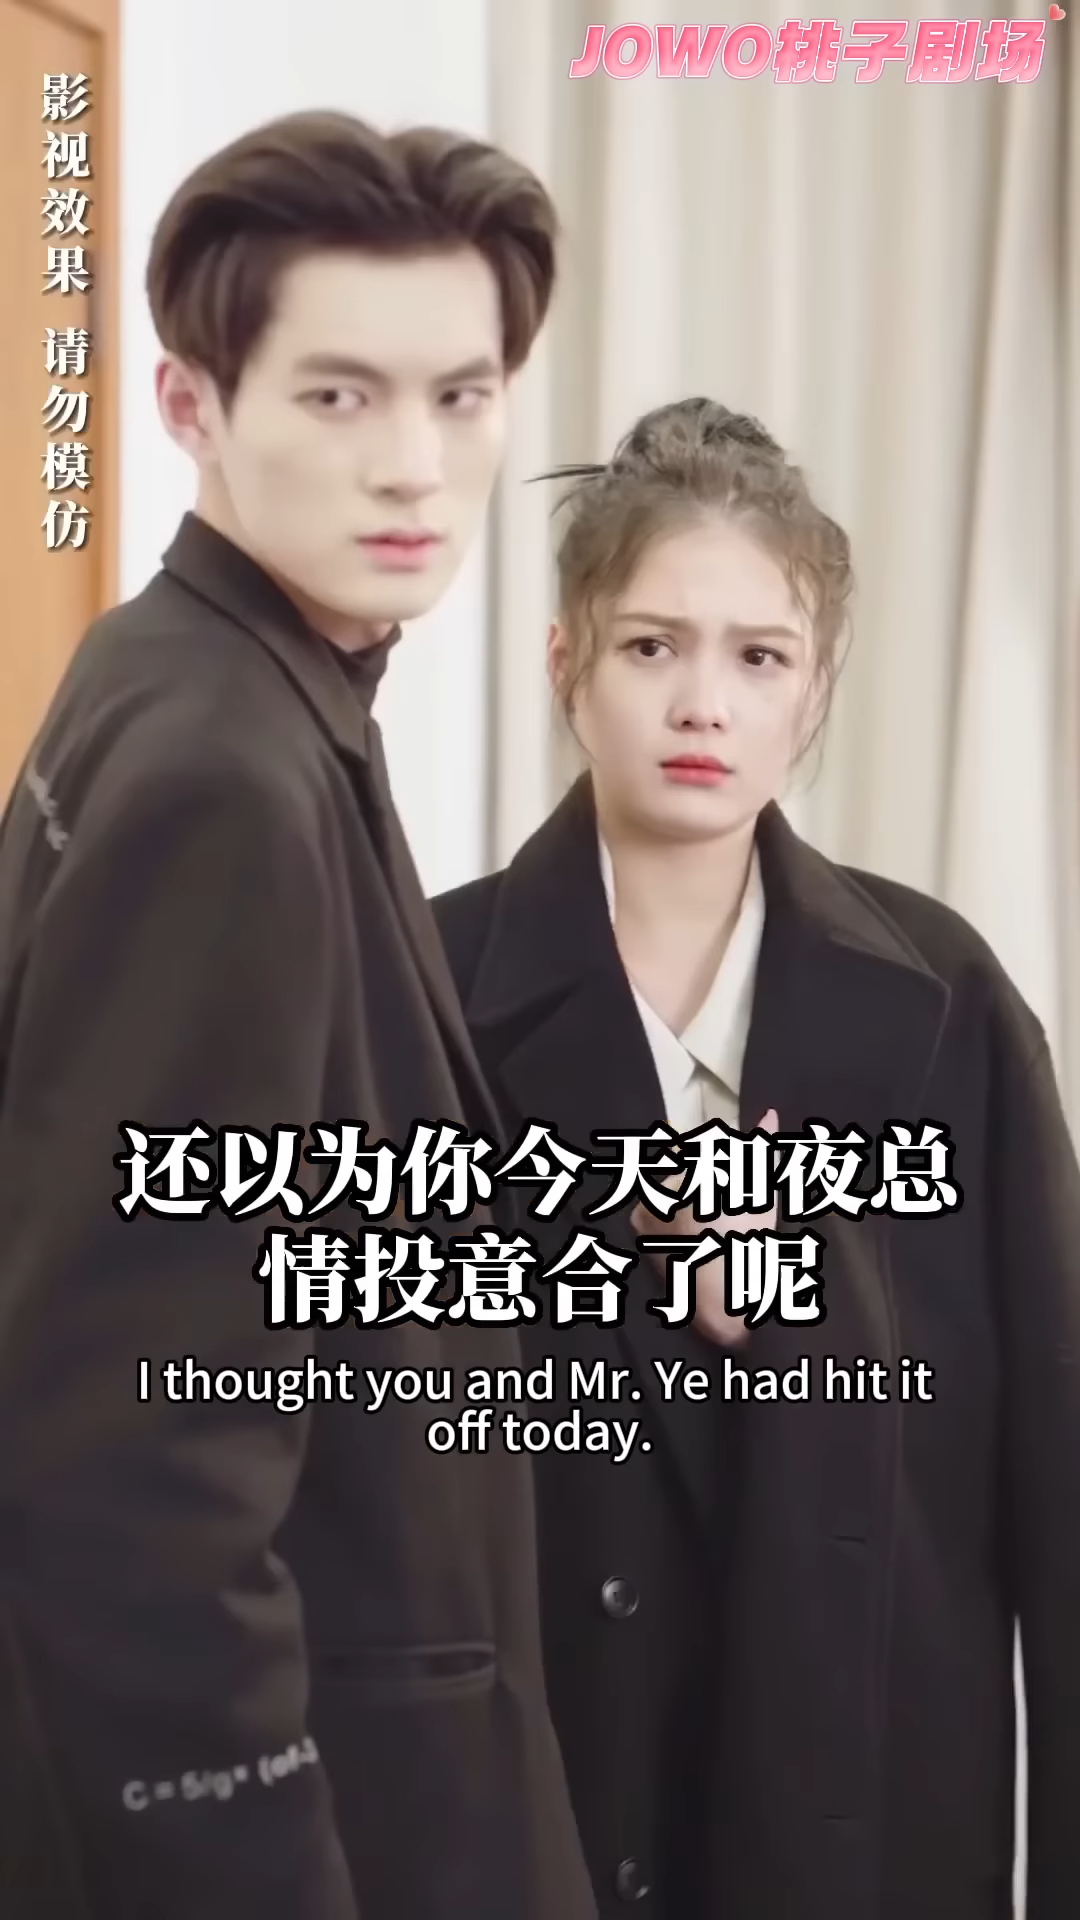 JOWO桃子剧场
影视效果 请勿模仿
还以为你今天和夜总
情投意合了呢
I thought you and Mr. Ye had hit it
off today.
C = 5/g*